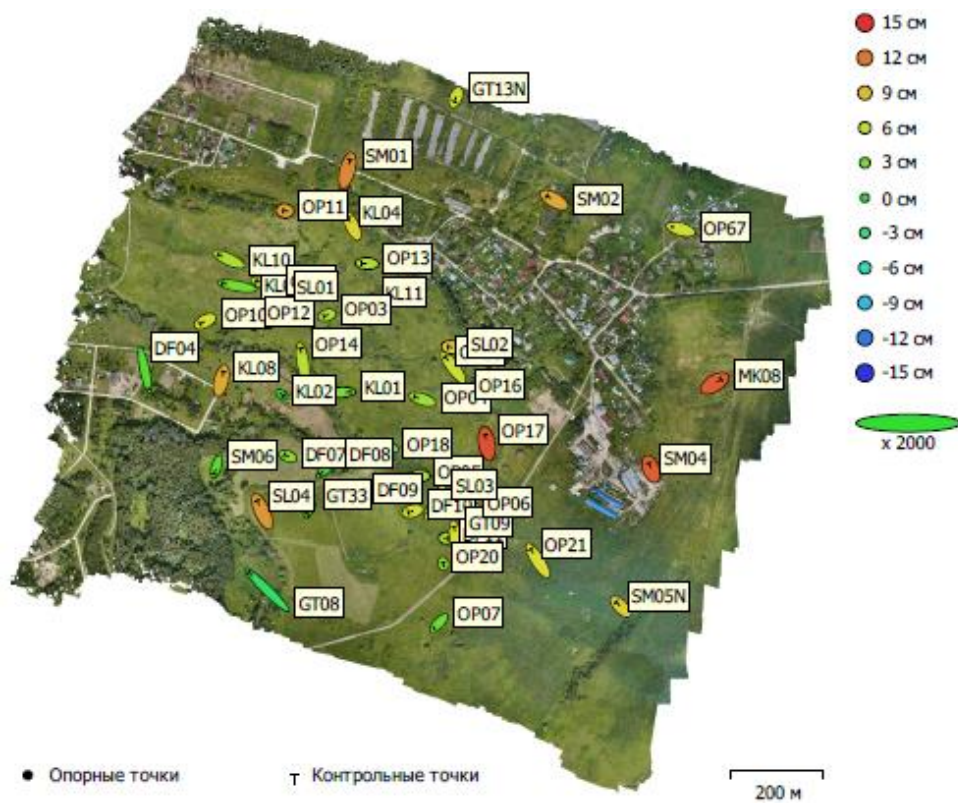 15 см
12 см
9 см
6 см
3 см
0 см
-3 см
-6 см
-9 см
-12 см
-15 см
x 2000
GT13N
SM01
SM02
OP11
KL04
OP67
KL10
OP13
SL01
KL11
OP12
OP03
DF04
OP14
SL02
KL08
KL02
KL01
OP16
MK08
OP17
OP18
SM06
DF07
DF08
SM04
SL04
GT33
DF09
SL03
OP06
GT09
OP20
OP21
GT08
OP07
SM05N
Опорные точки
Контрольные точки
200 м